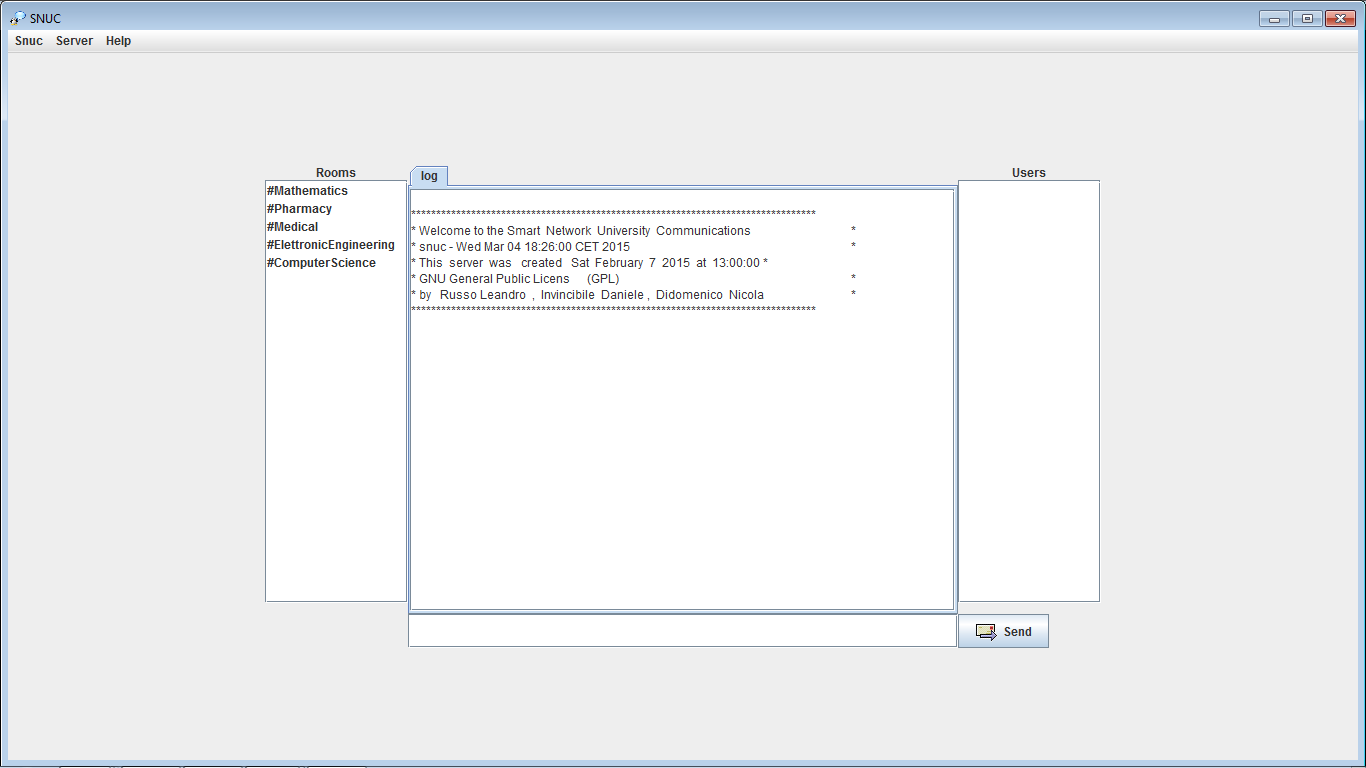 SNUC
Snuc Server Help
Rooms
#Mathematics
#Pharmacy
#Medical
#ElettronicEngineering
#ComputerScience
log
*********************************************************************************
* Welcome to the Smart Network University Communications *
* snuc - Wed Mar 04 18:26:00 CET 2015 *
* This server was created Sat February 7 2015 at 13:00:00 *
* GNU General Public Licens (GPL) *
* by Russo Leandro , Invincibile Daniele , Didomenico Nicola *
*********************************************************************************
Users
Send